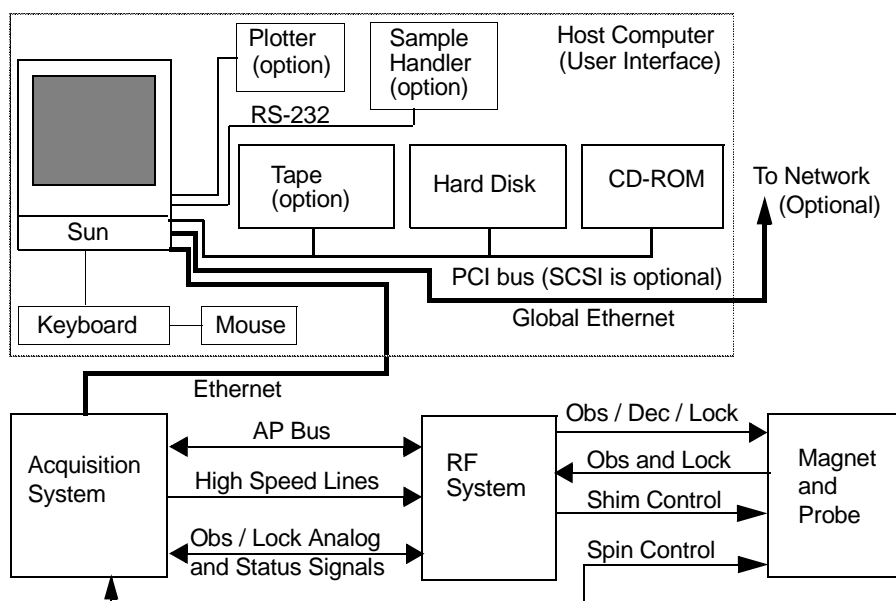 Plotter
(option)
Sample
Handler
(option)
Host Computer
(User Interface)
RS-232
Tape
(option)
Hard Disk
CD-ROM
To Network
(Optional)
Sun
PCI bus (SCSI is optional)
Global Ethernet
Keyboard
Mouse
Ethernet
Acquisition
System
AP Bus
High Speed Lines
Obs / Lock Analog
and Status Signals
RF
System
Obs / Dec / Lock
Obs and Lock
Shim Control
Spin Control
Magnet
and
Probe